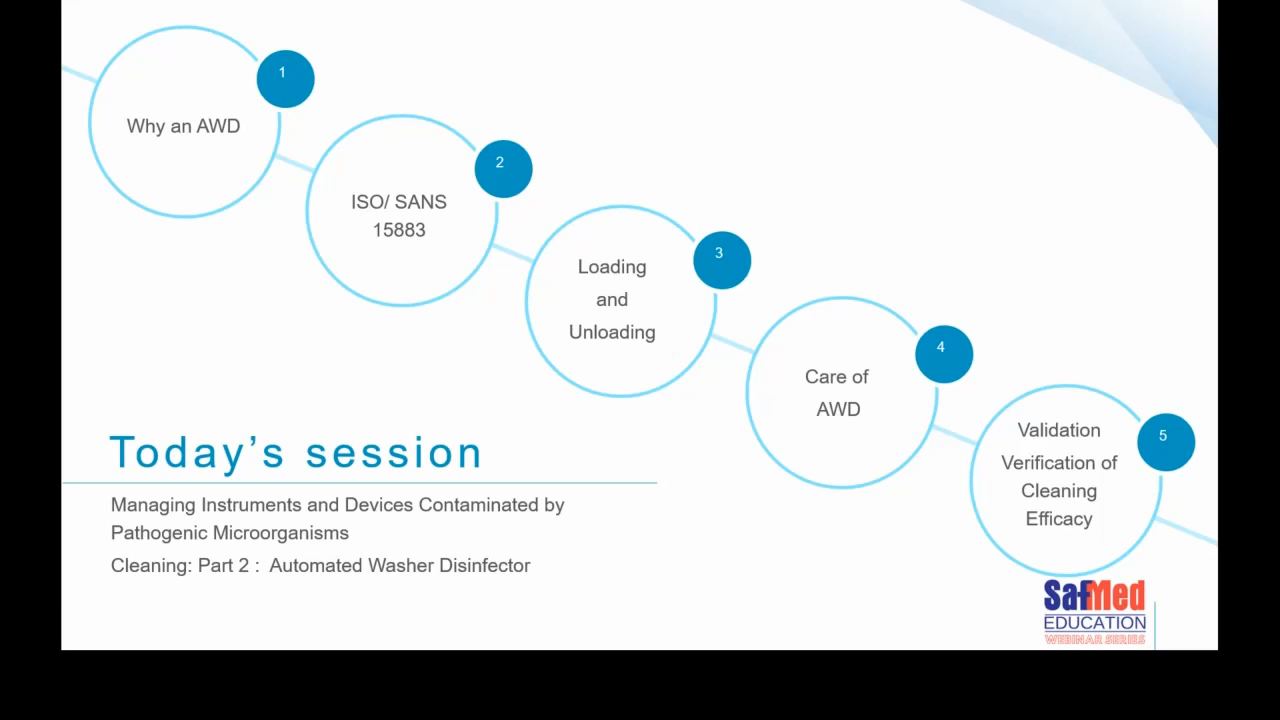 1
Why an AWD
2
ISO/ SANS
15883
3
Loading
and
Unloading
4
Care of
AWD
5
Validation
Verification of
Cleaning
Efficacy
Today’s session
Managing Instruments and Devices Contaminated by
Pathogenic Microorganisms
Cleaning: Part 2 : Automated Washer Disinfector
SafMed
EDUCATION
WEBINAR SERIES